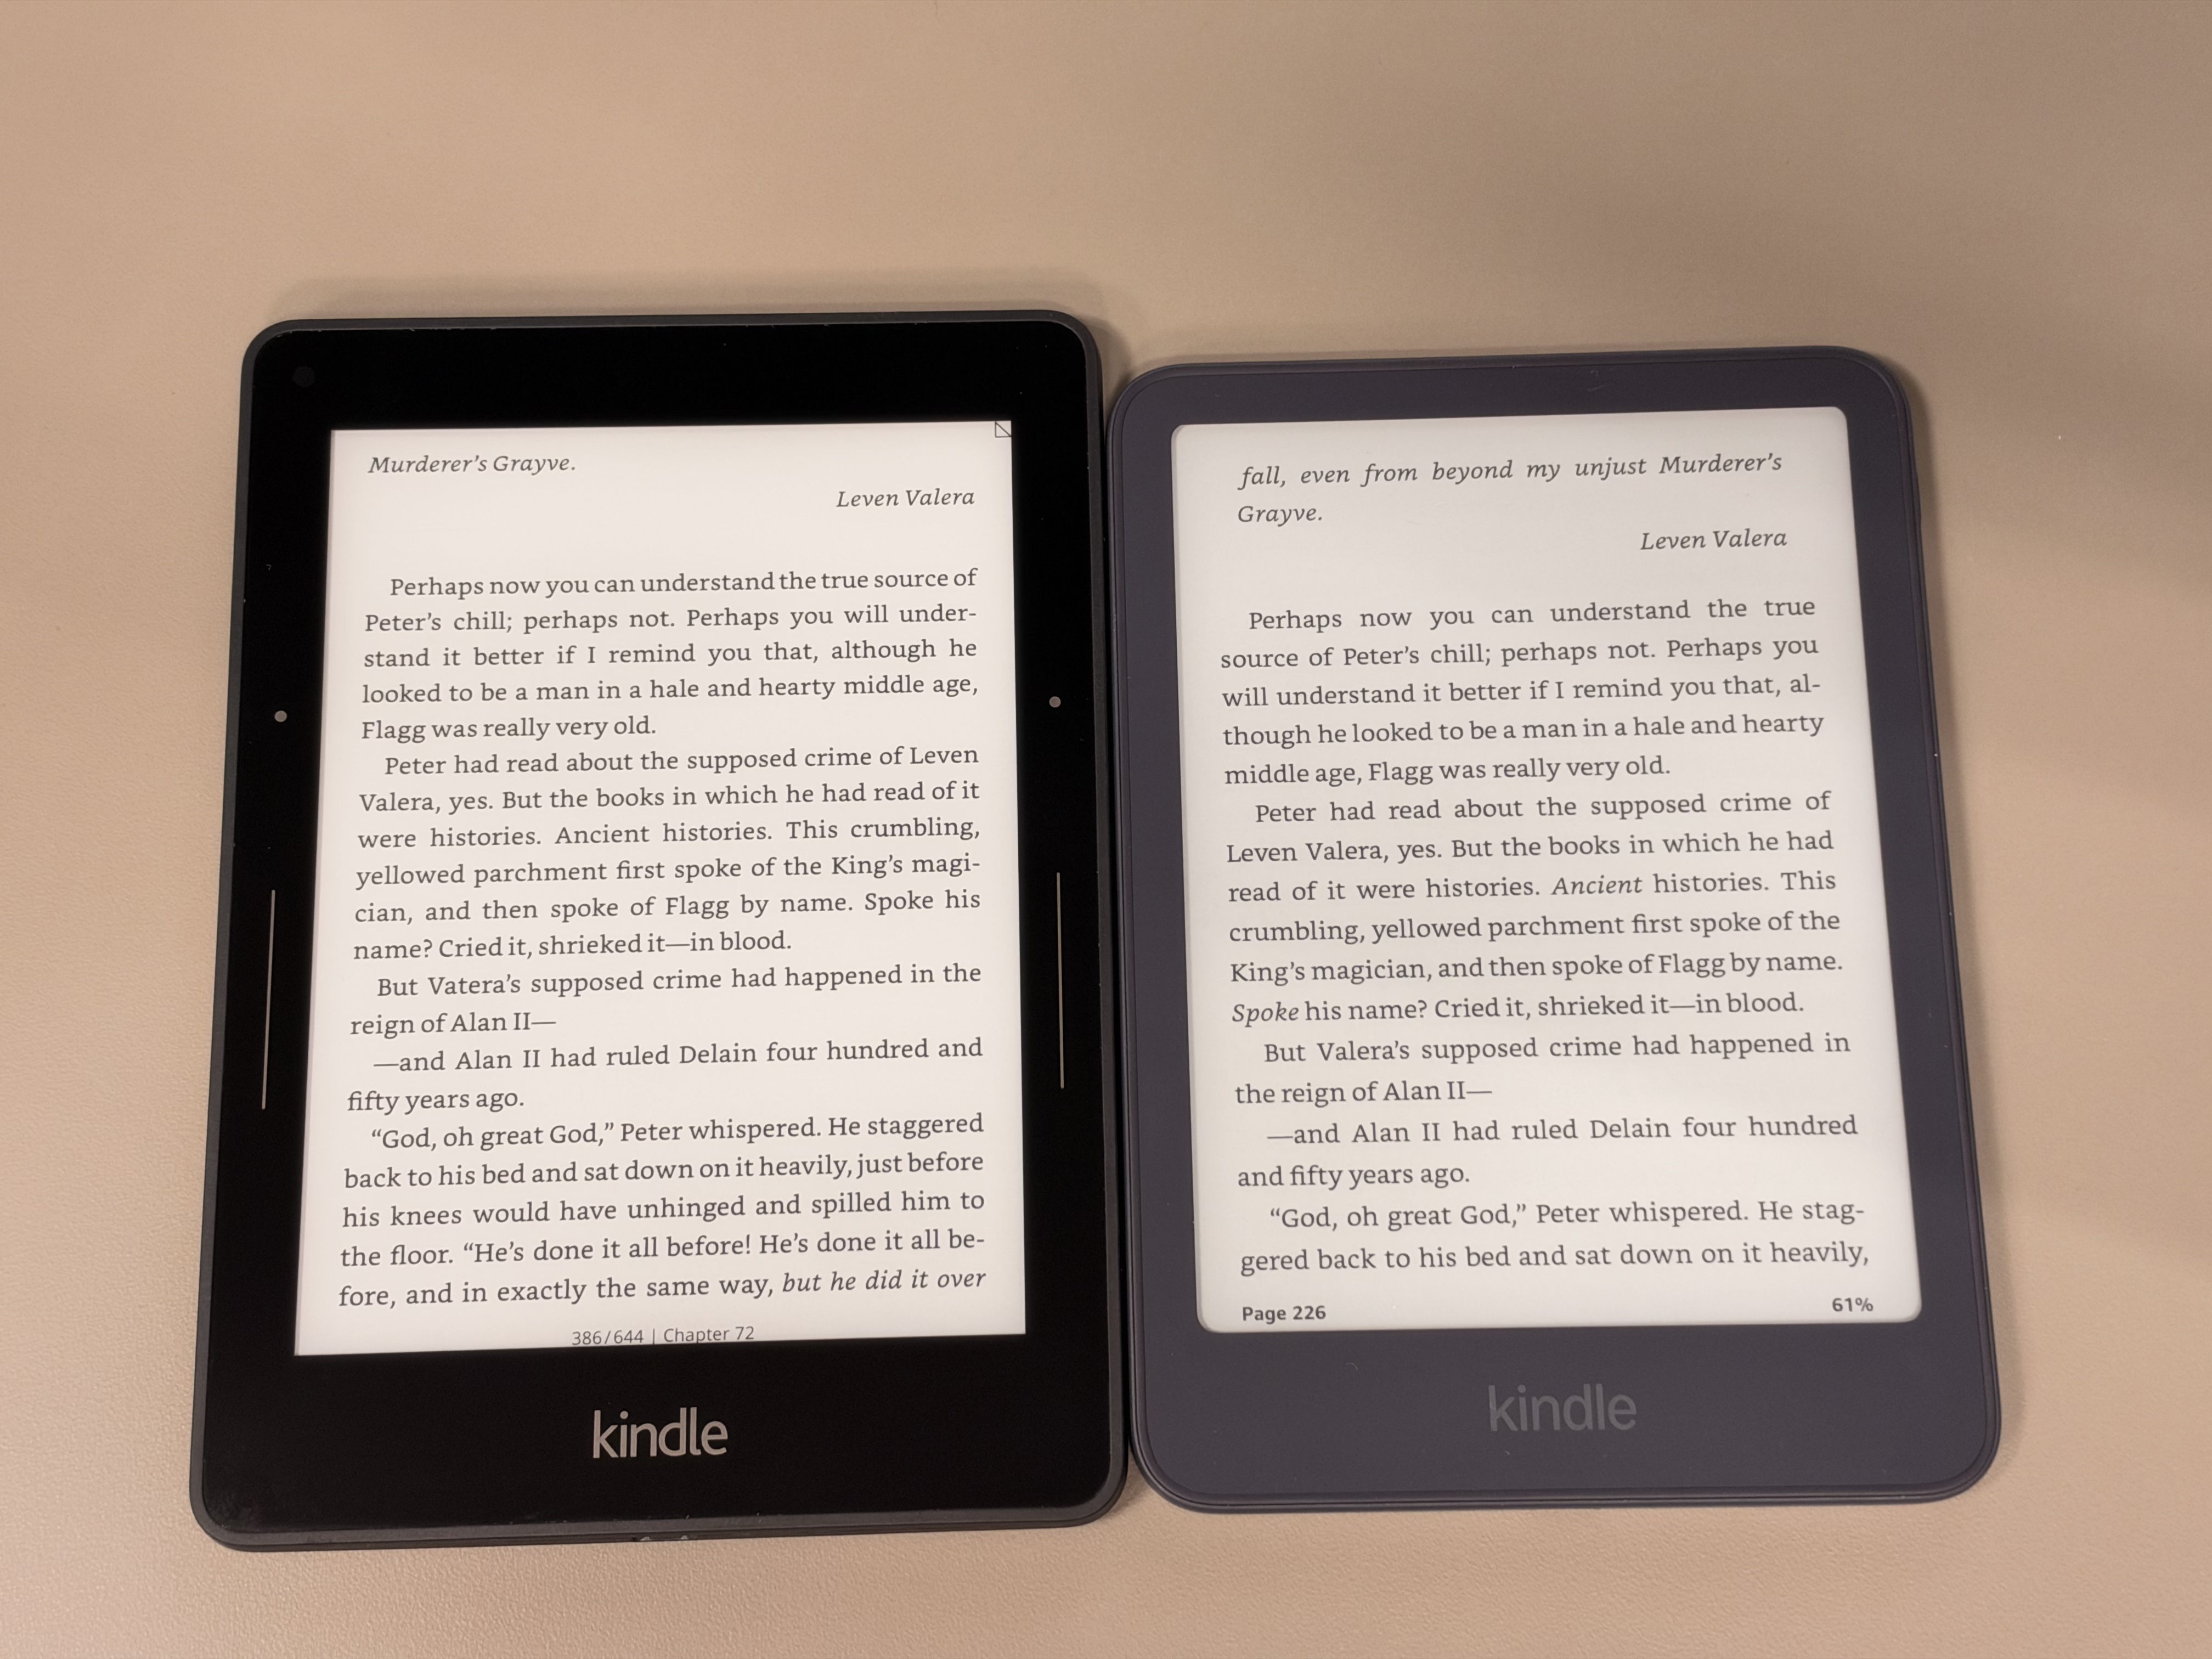 Murderer’s Grayve.
Leven Valera
Perhaps now you can understand the true source of
Peter’s chill; perhaps not. Perhaps you will under-
stand it better if I remind you that, although he
looked to be a man in a hale and hearty middle age,
Flagg was really very old.
Peter had read about the supposed crime of Leven
Valera, yes. But the books in which he had read of it
were histories. Ancient histories. This crumbling,
yellowed parchment first spoke of the King’s magi-
cian, and then spoke of Flagg by name. Spoke his
name? Cried it, shrieked it—in blood.
But Vatera’s supposed crime had happened in the
reign of Alan II—
—and Alan II had ruled Delain four hundred and
fifty years ago.
“God, oh great God,” Peter whispered. He staggered
back to his bed and sat down on it heavily, just before
his knees would have unhinged and spilled him to
the floor. “He’s done it all before! He’s done it all be-
fore, and in exactly the same way, but he did it over
386/644 | Chapter 72
kindle
fall, even from beyond my unjust Murderer’s
Grayve.
Leven Valera
Perhaps now you can understand the true
source of Peter’s chill; perhaps not. Perhaps you
will understand it better if I remind you that, al-
though he looked to be a man in a hale and hearty
middle age, Flagg was really very old.
Peter had read about the supposed crime of
Leven Valera, yes. But the books in which he had
read of it were histories. Ancient histories. This
crumbling, yellowed parchment first spoke of the
King’s magician, and then spoke of Flagg by name.
Spoke his name? Cried it, shrieked it—in blood.
But Valera’s supposed crime had happened in
the reign of Alan II—
—and Alan II had ruled Delain four hundred
and fifty years ago.
“God, oh great God,” Peter whispered. He stag-
gered back to his bed and sat down on it heavily,
Page 226 61%
kindle